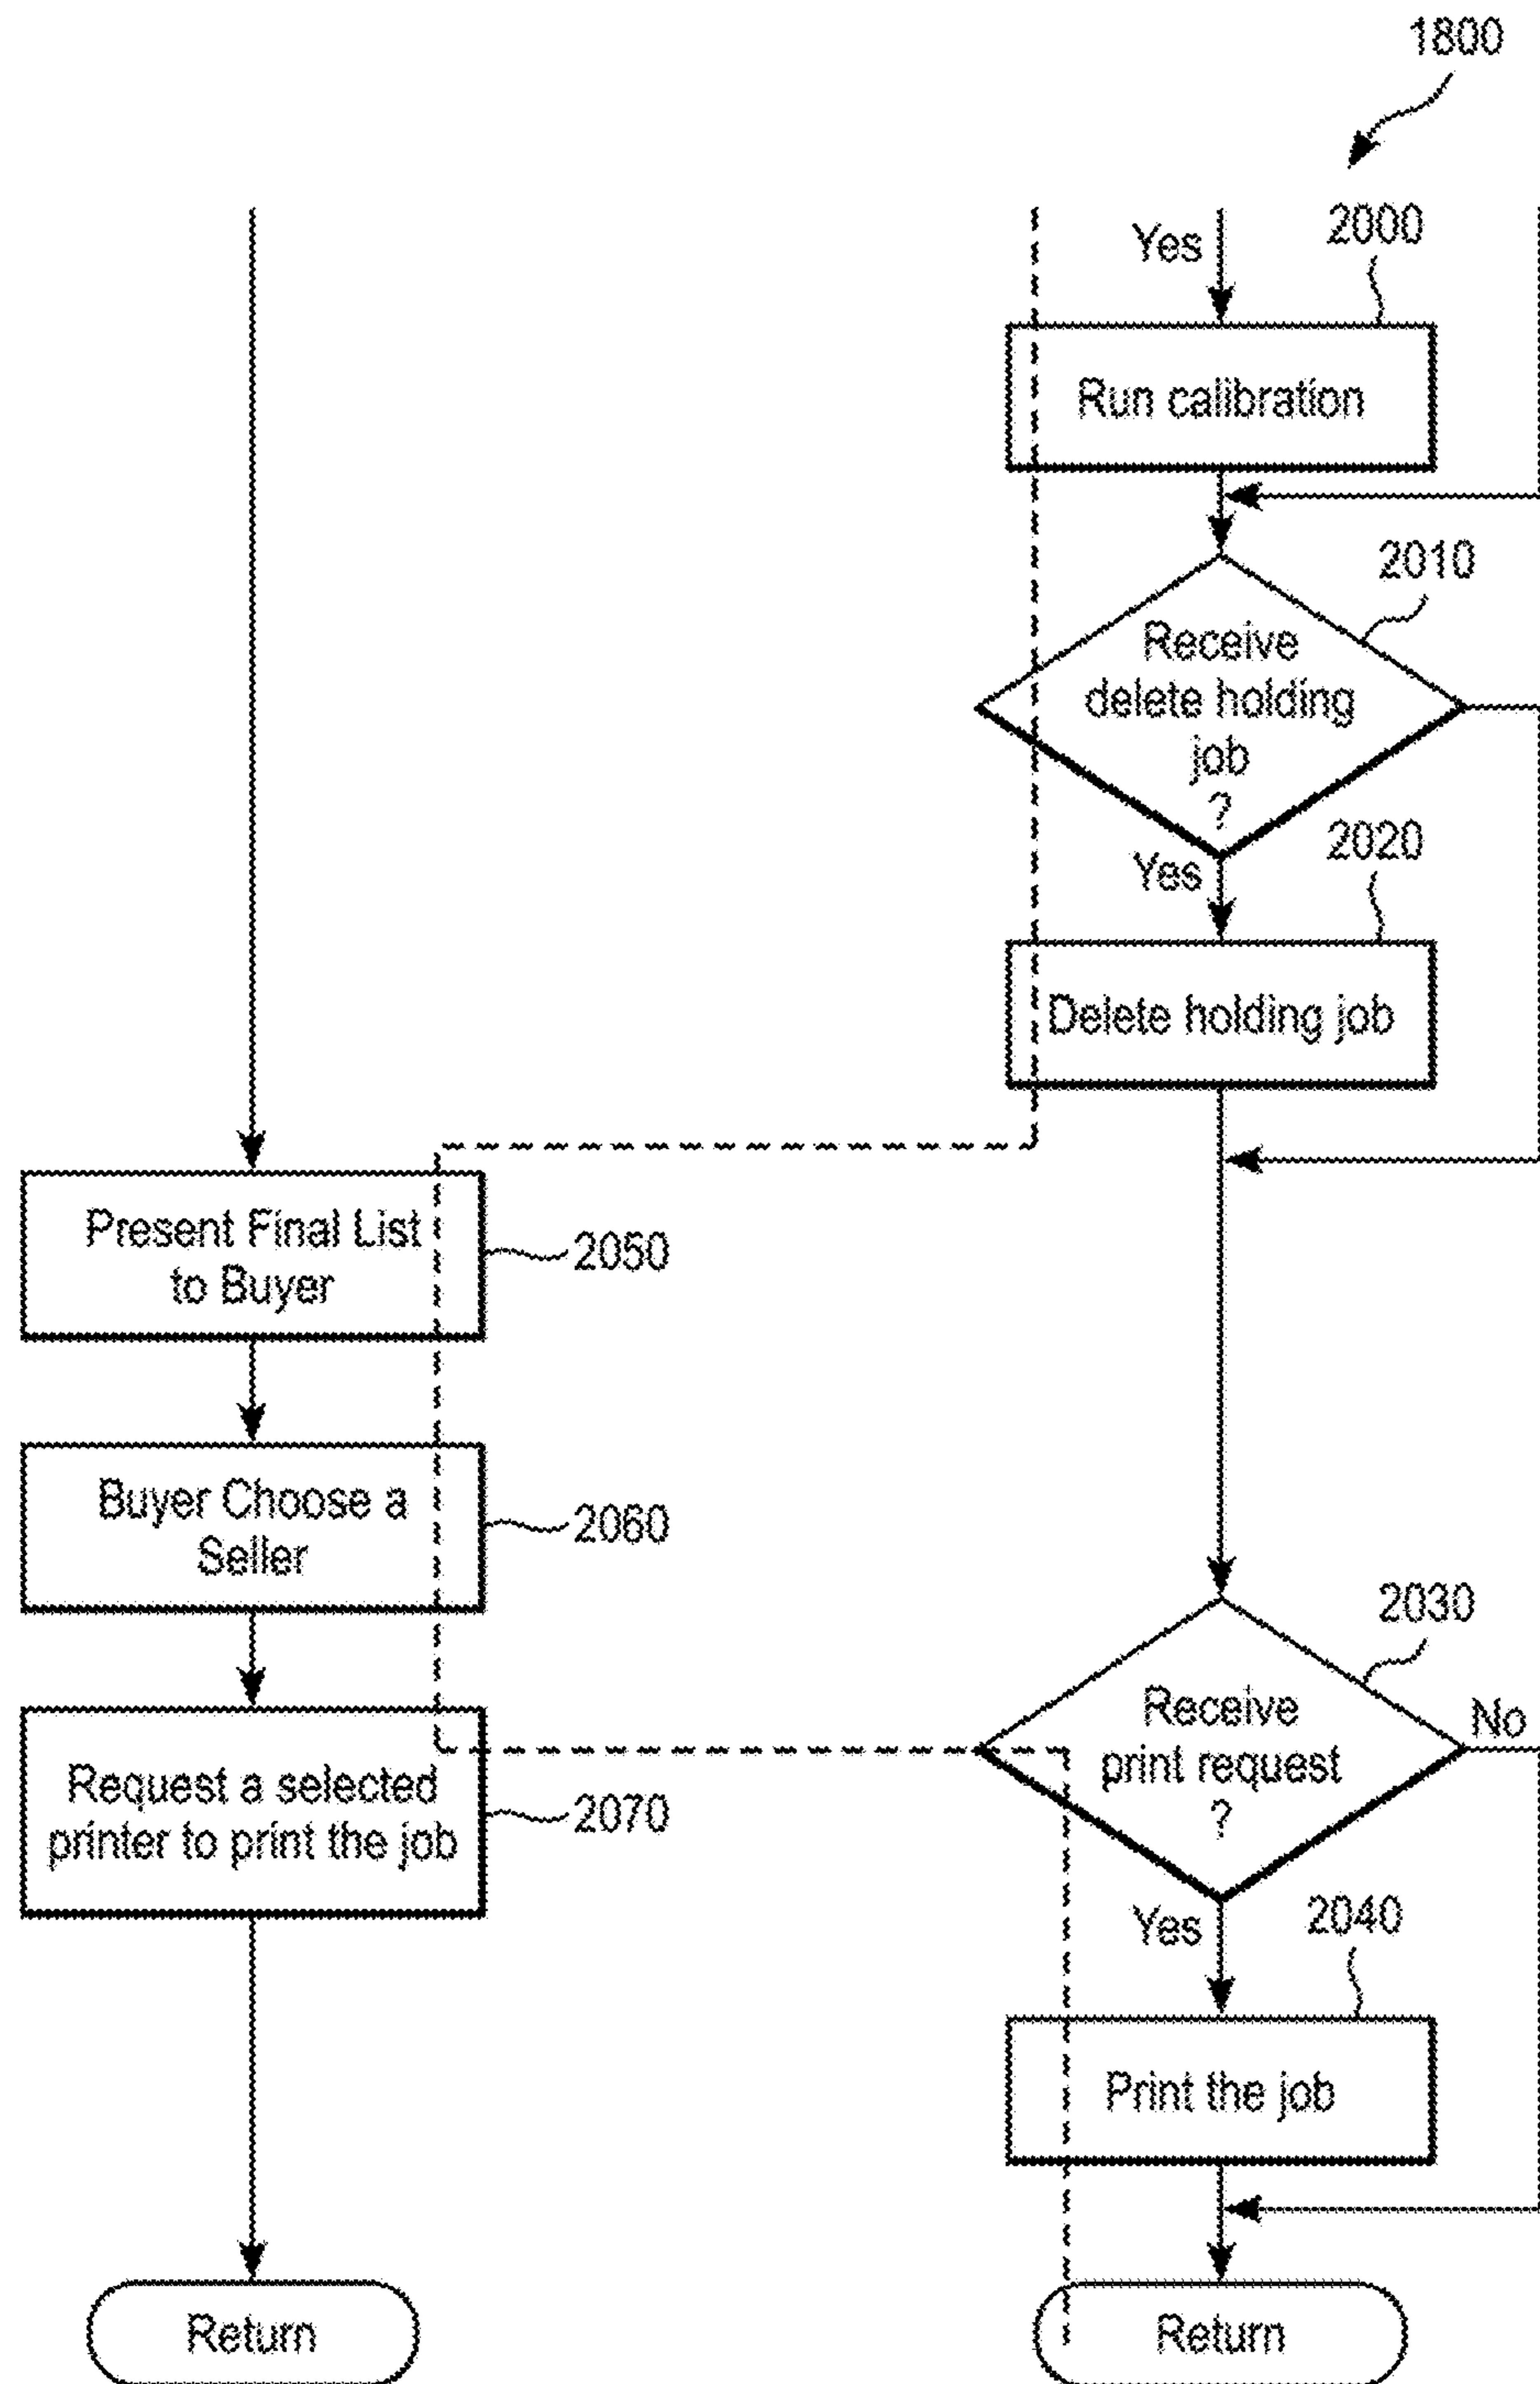 1800
Yes
2000
Run calibration
2010
Receive
delete holding
job
?
Yes
2020
Delete holding job
Present Final List
to Buyer
2050
Buyer Choose a
Seller
2060
2030
Receive
print request
?
No
Request a selected
printer to print the job
2070
Yes
2040
Print the job
Return
Return